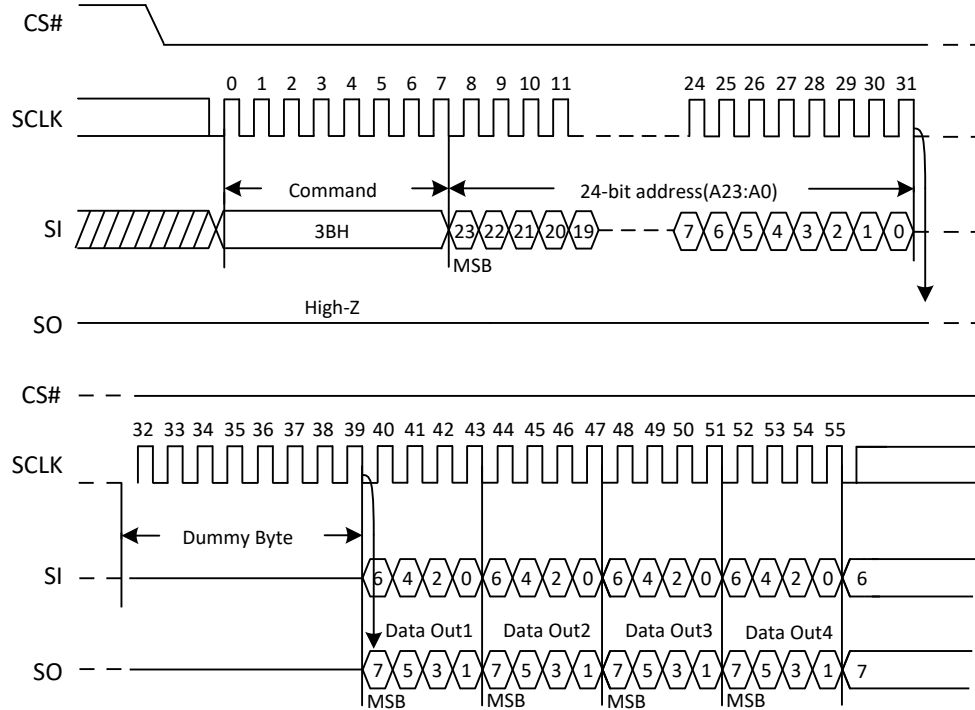 CS#
0 1 2 3 4 5 6 7 8 9 10 11 24 25 26 27 28 29 30 31
SCLK
Command 24-bit address(A23:A0)
SI 3BH 23 22 21 20 19 7 6 5 4 3 2 1 0
MSB
High-Z
SO
CS#
32 33 34 35 36 37 38 39 40 41 42 43 44 45 46 47 48 49 50 51 52 53 54 55
SCLK
Dummy Byte
SI 6 4 2 0 6 4 2 0 6 4 2 0 6 4 2 0 6
Data Out1 Data Out2 Data Out3 Data Out4
SO 7 5 3 1 7 5 3 1 7 5 3 1 7 5 3 1 7
MSB MSB MSB MSB